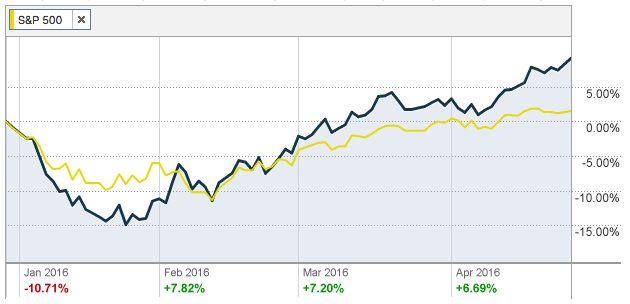 S&P 500 ✕
5.00%
0.00%
-5.00%
-10.00%
-15.00%
Jan 2016 Feb 2016 Mar 2016 Apr 2016
-10.71% +7.82% +7.20% +6.69%